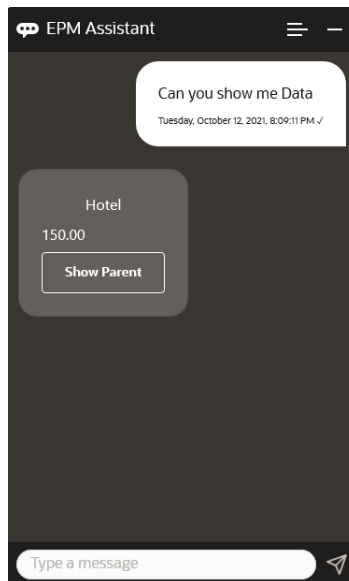 EPM Assistant
Can you show me Data
Tuesday, October 12, 2021, 8:09:11 PM ✓
Hotel
150.00
Show Parent
Type a message